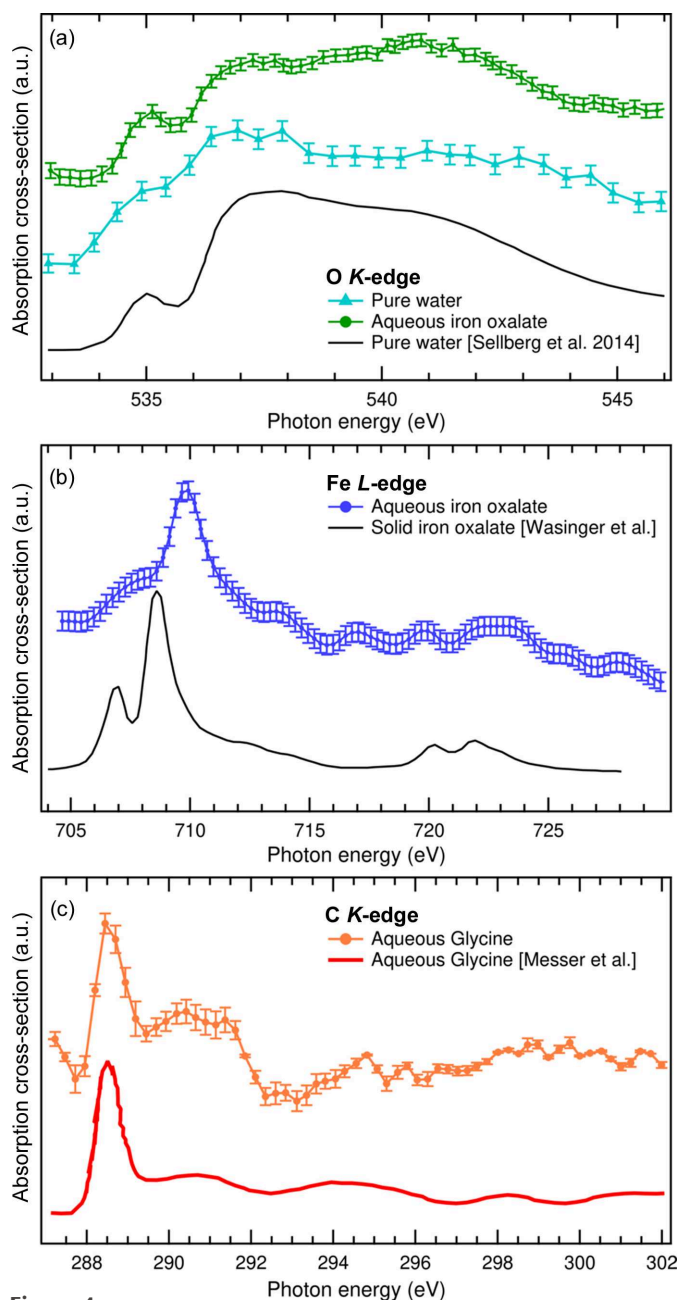 (a)
Absorption cross-section (a.u.)
O K-edge
Pure water
Aqueous iron oxalate
Pure water [Sellberg et al. 2014]
535 540 545
Photon energy (eV)
(b)
Absorption cross-section (a.u.)
Fe L-edge
Aqueous iron oxalate
Solid iron oxalate [Wasinger et al.]
705 710 715 720 725
Photon energy (eV)
(c)
Absorption cross-section (a.u.)
C K-edge
Aqueous Glycine
Aqueous Glycine [Messer et al.]
288 290 292 294 296 298 300 302
Photon energy (eV)